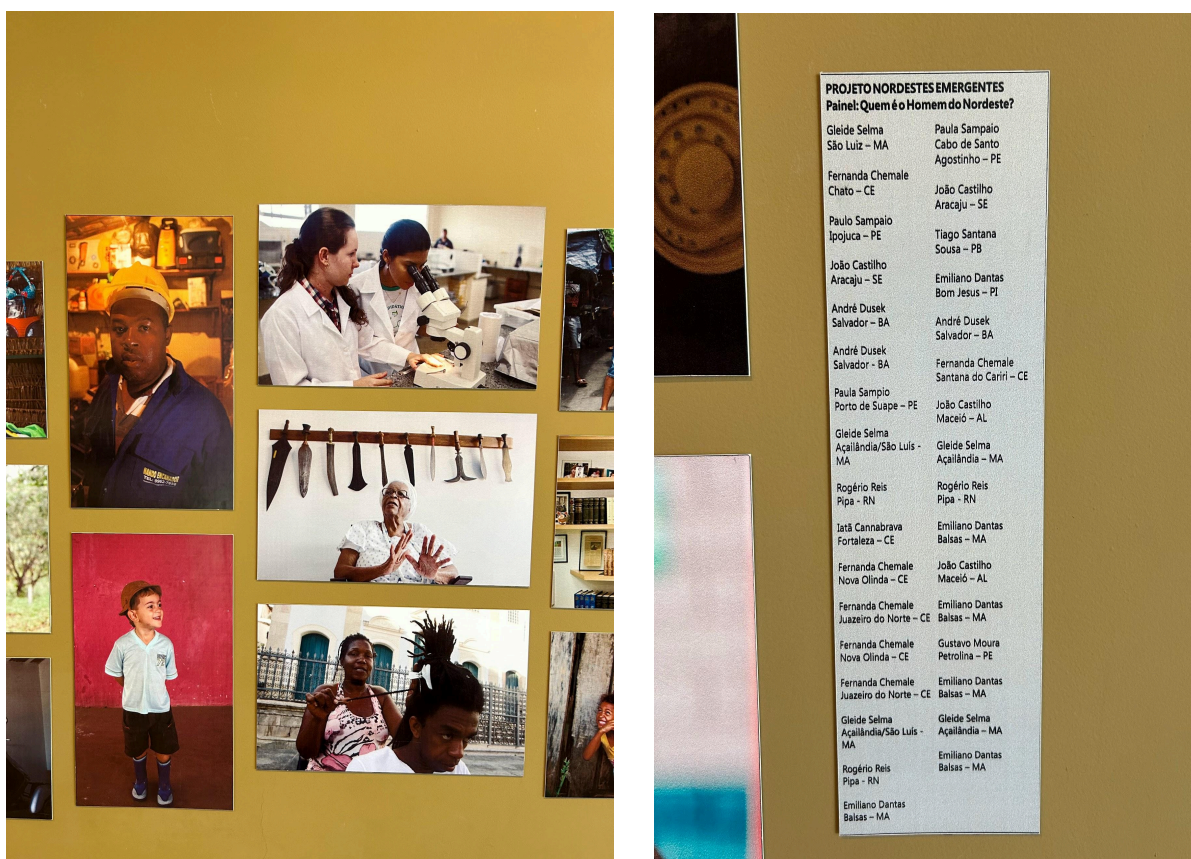 TEL.
PROJETO NORDESTES EMERGENTES
Painel: Quem é o Homem do Nordeste?
Gleide Selma
São Luiz – MA
Fernanda Chemale
Chato – CE
Paulo Sampaio
Ipojuca – PE
João Castilho
Aracaju – SE
André Dusek
Salvador – BA
André Dusek
Salvador - BA
Paula Sampio
Porto de Suape – PE
Gleide Selma
Açailândia/São Luis -
MA
Rogério Reis
Pipa - RN
Iatã Cannabrava
Fortaleza – CE
Fernanda Chemale
Nova Olinda – CE
Fernanda Chemale
Juazeiro do Norte – CE
Fernanda Chemale
Nova Olinda – CE
Fernanda Chemale
Juazeiro do Norte – CE
Gleide Selma
Açailândia/São Luis -
MA
Rogério Reis
Pipa - RN
Emiliano Dantas
Balsas – MA
Paula Sampaio
Cabo de Santo
Agostinho – PE
João Castilho
Aracaju – SE
Tiago Santana
Sousa – PB
Emiliano Dantas
Bom Jesus – PI
André Dusek
Salvador – BA
Fernanda Chemale
Santana do Cariri – CE
João Castilho
Maceió – AL
Gleide Selma
Açailândia – MA
Rogério Reis
Pipa - RN
Emiliano Dantas
Balsas – MA
João Castilho
Maceió – AL
Emiliano Dantas
Balsas – MA
Gustavo Moura
Petrolina – PE
Emiliano Dantas
Balsas – MA
Gleide Selma
Açailândia – MA
Emiliano Dantas
Balsas – MA